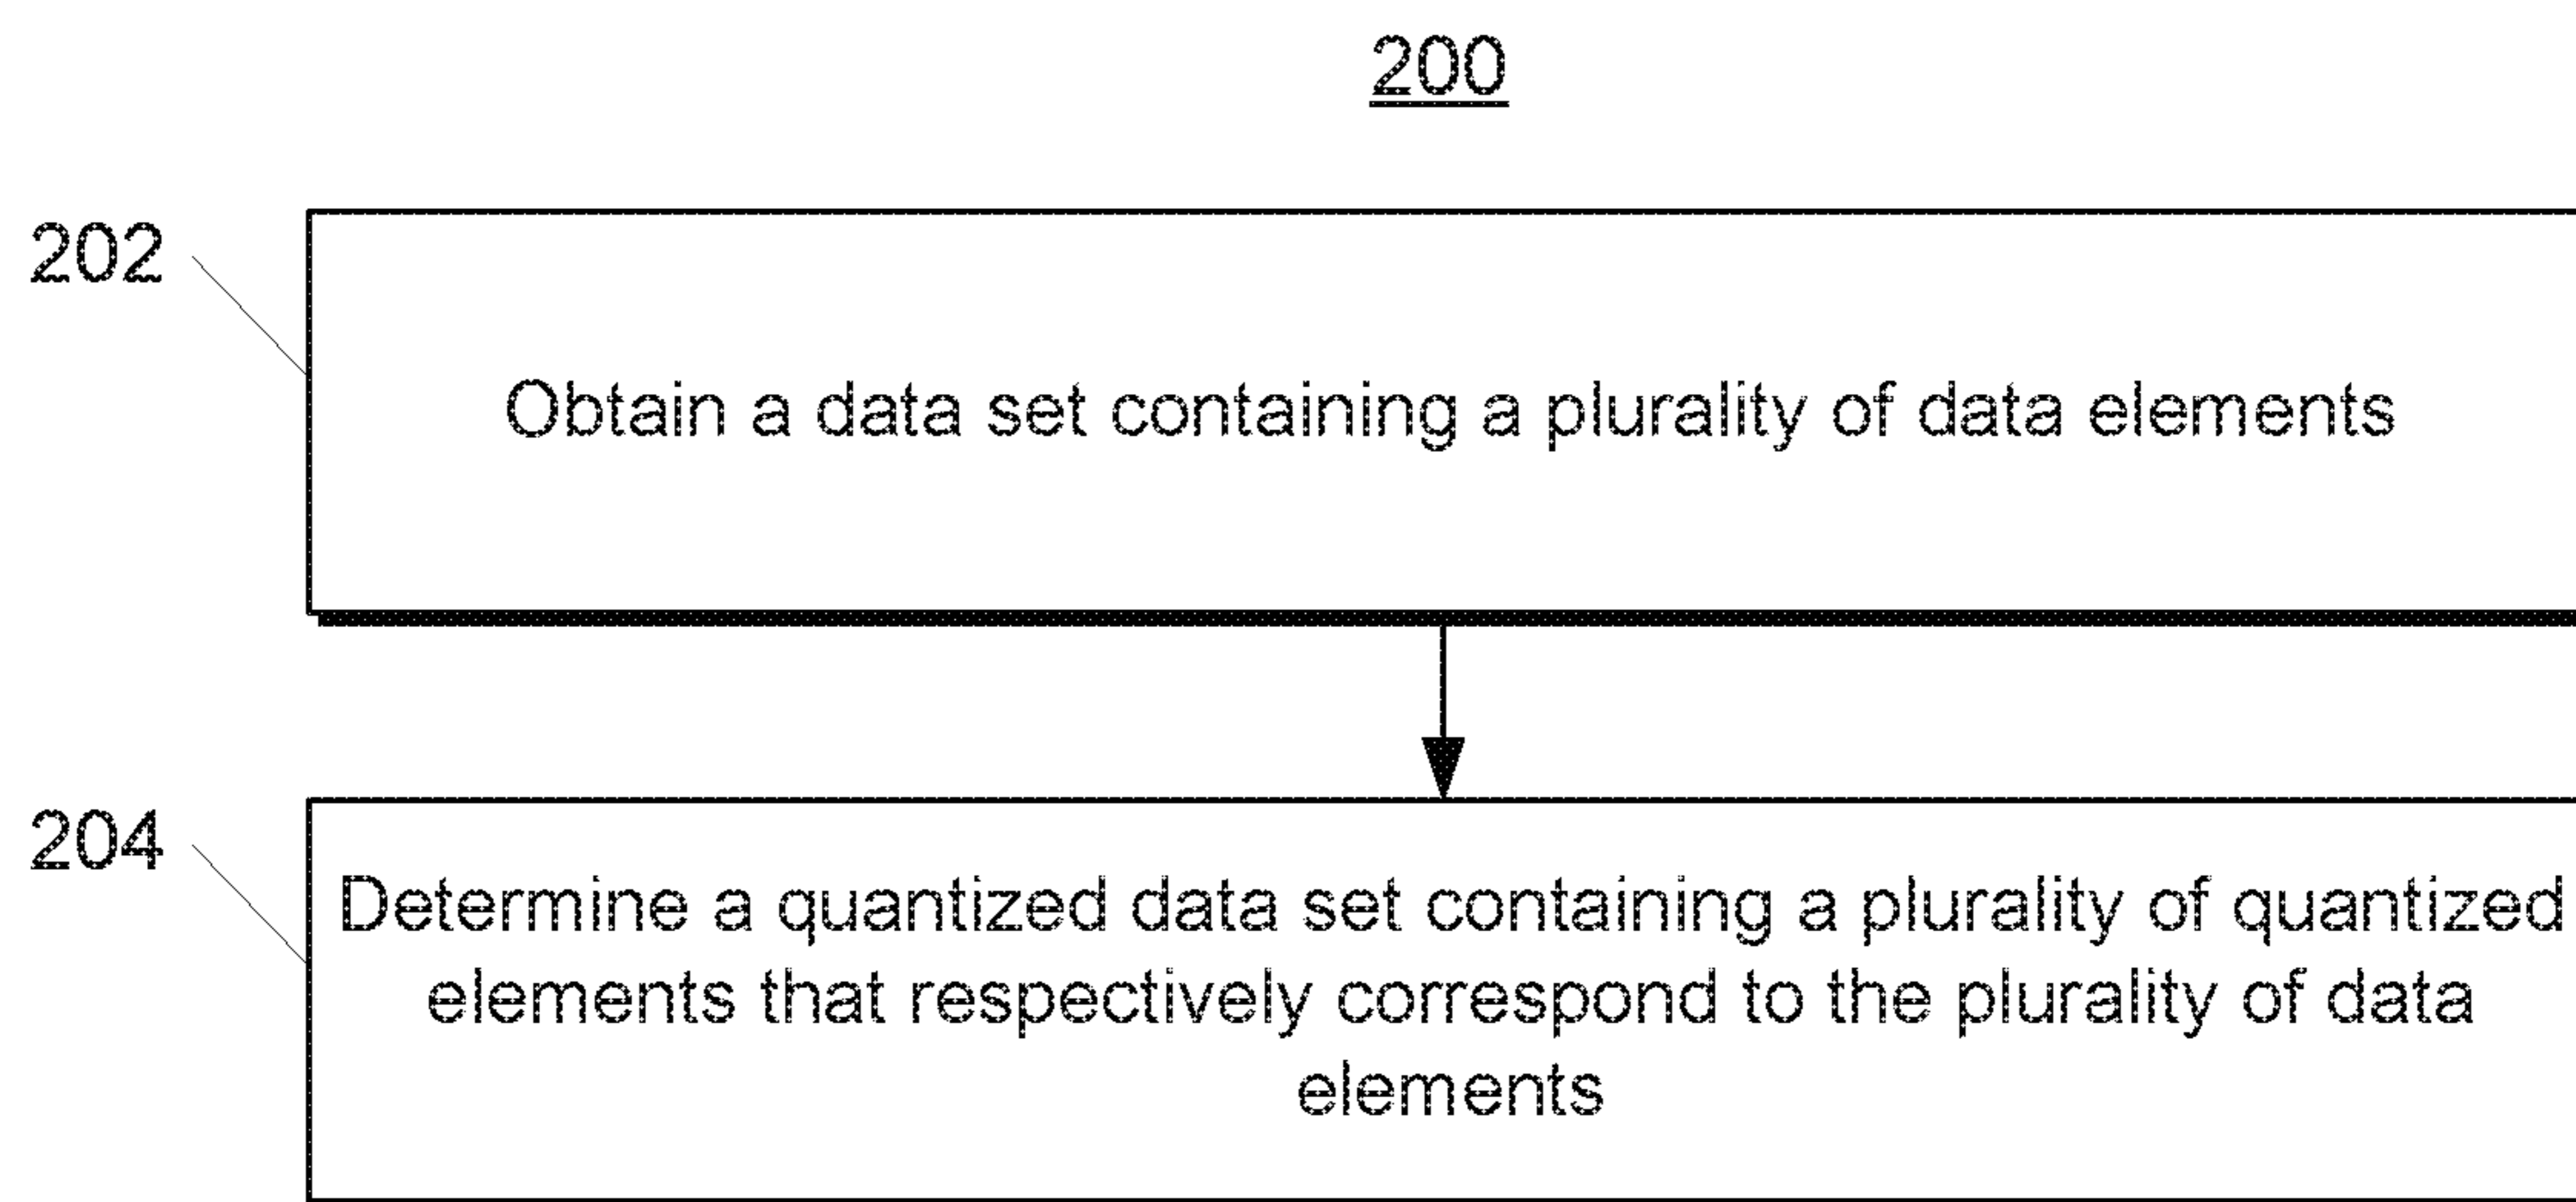 200
202
Obtain a data set containing a plurality of data elements
204
Determine a quantized data set containing a plurality of quantized
elements that respectively correspond to the plurality of data
elements